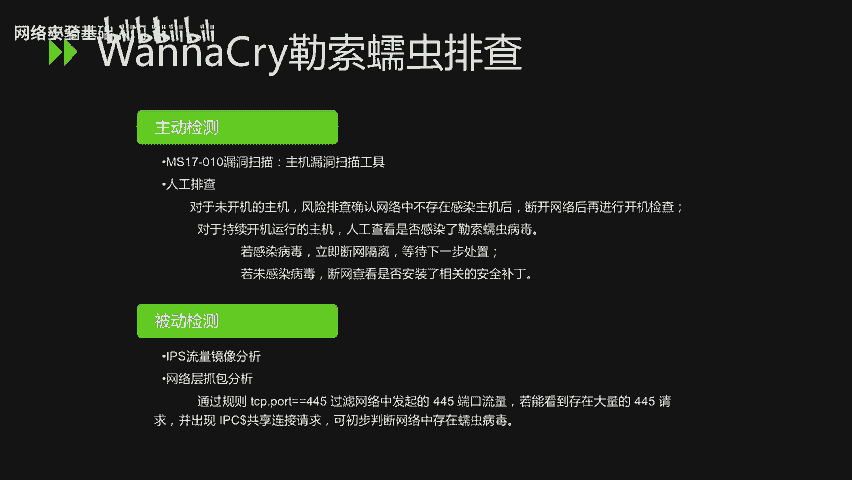 网络安全基础入门
WannaCry勒索蠕虫排查
主动检测
•MS17-010漏洞扫描：主机漏洞扫描工具
•人工排查
对于未开机的主机，风险排查确认网络中不存在感染主机后，断开网络后再进行开机检查；
对于持续开机运行的主机，人工查看是否感染了勒索蠕虫病毒。
若感染病毒，立即断网隔离，等待下一步处置；
若未感染病毒，断网查看是否安装了相关的安全补丁。
被动检测
•IPS流量镜像分析
•网络层抓包分析
通过规则 tcp.port==445 过滤网络中发起的 445 端口流量，若能看到存在大量的 445 请
求，并出现 IPC$共享连接请求，可初步判断网络中存在蠕虫病毒。